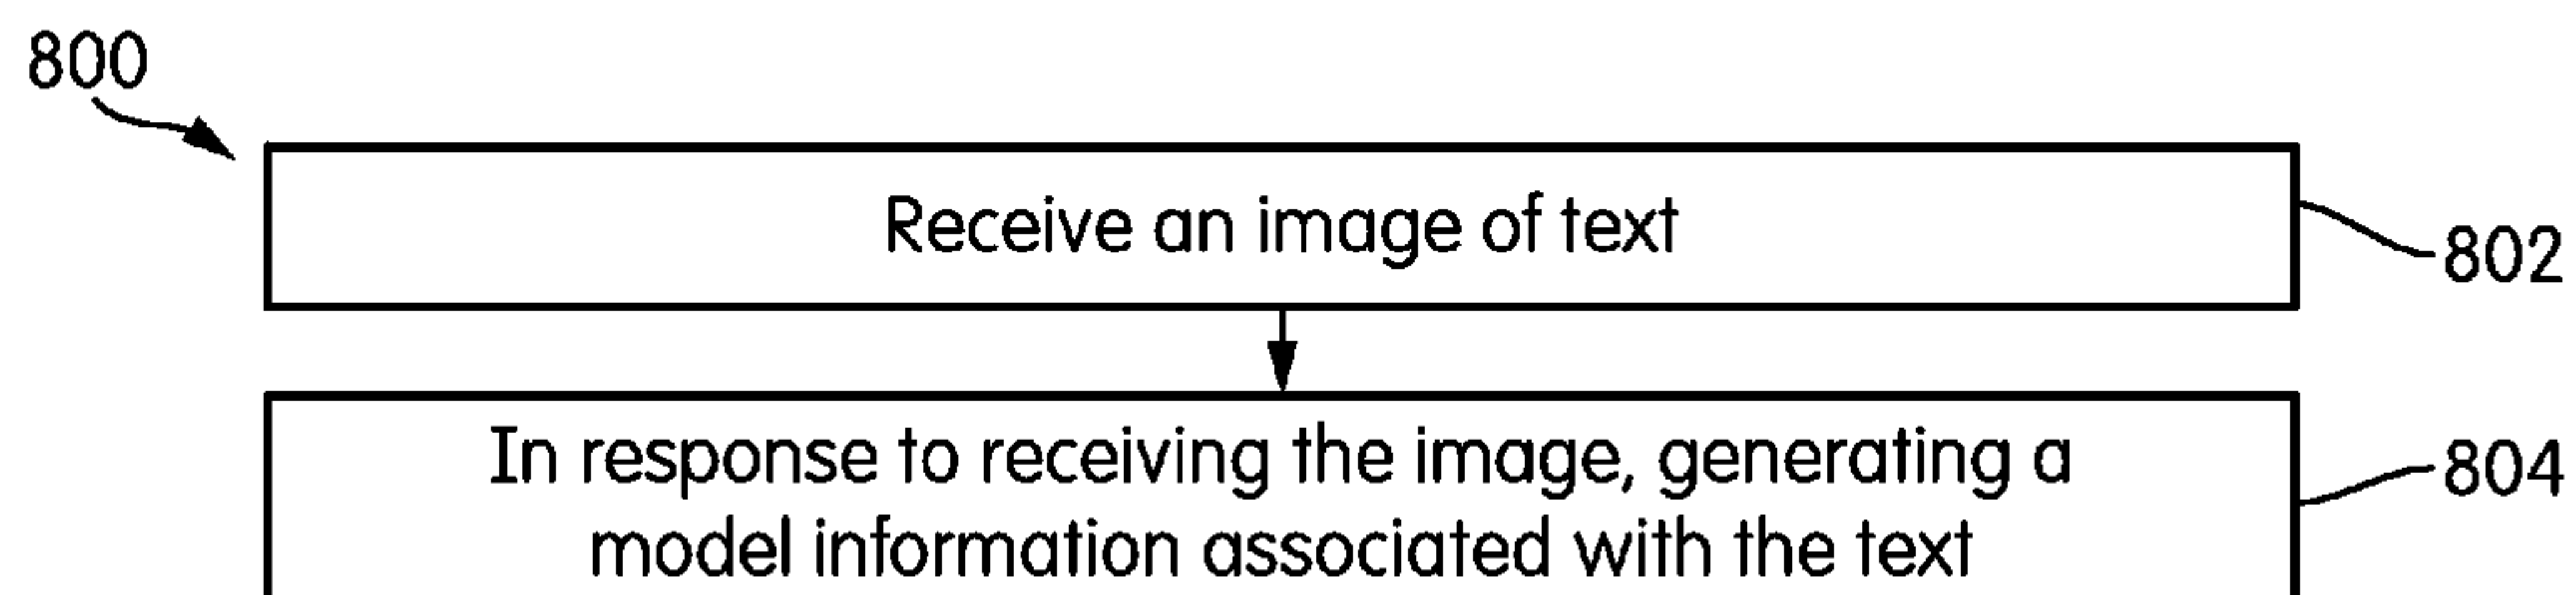 800
Receive an image of text
802
In response to receiving the image, generating a
804
model information associated with the text